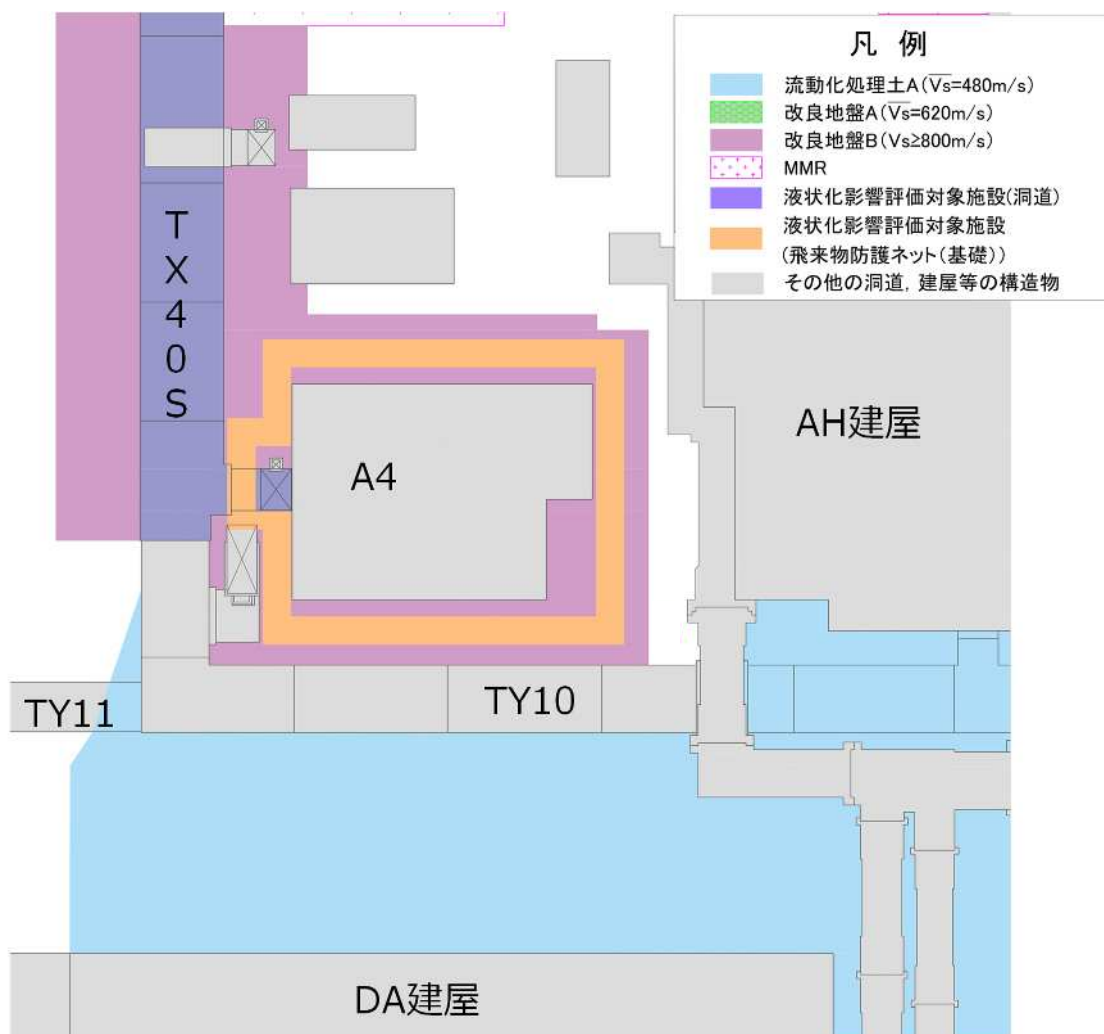 凡 例
流動化処理土A(V̅s=480m/s)
改良地盤A(V̅s=620m/s)
改良地盤B(Vs≥800m/s)
MMR
液状化影響評価対象施設(洞道)
液状化影響評価対象施設
(飛来物防護ネット(基礎))
その他の洞道, 建屋等の構造物
TX40S
A4
AH建屋
TY11
TY10
DA建屋